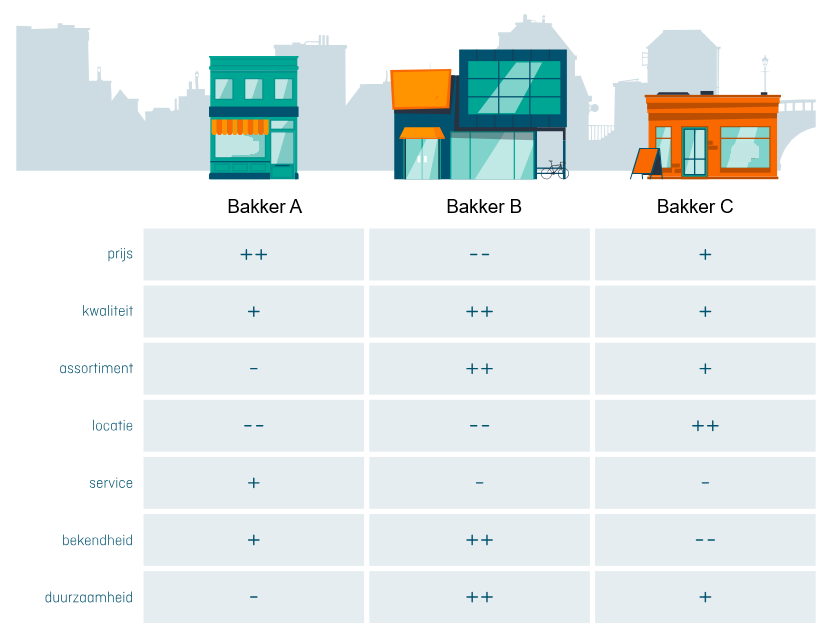 Bakker A Bakker B Bakker C
prijs ++ -- +
kwaliteit + ++ +
assortiment - ++ +
locatie -- -- ++
service + - -
bekendheid + ++ --
duurzaamheid - ++ +